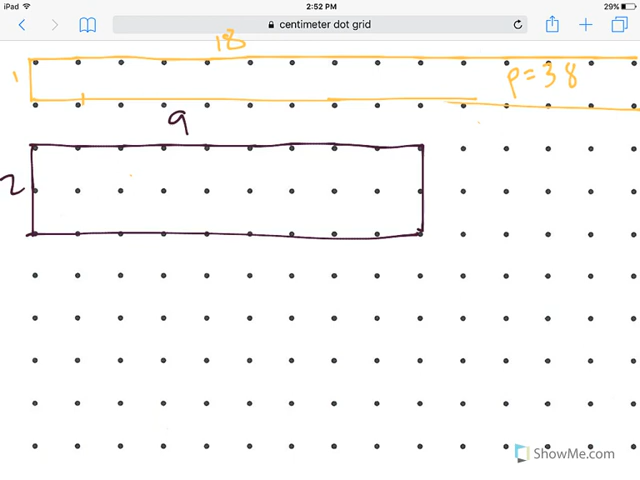 iPad
2:52 PM
29%
centimeter dot grid
18
1
P=38
9
2
ShowMe.com